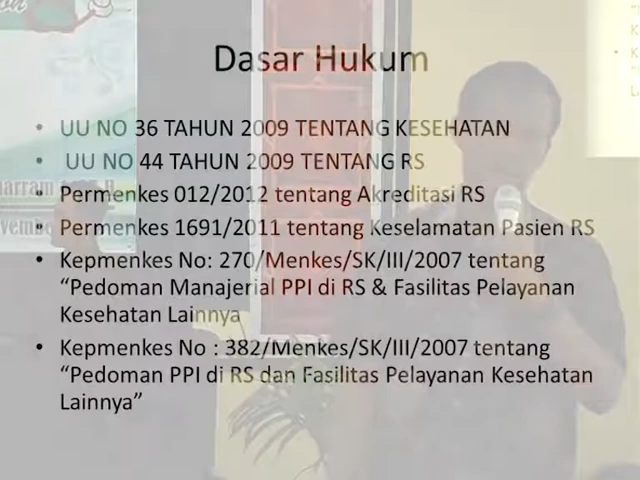 Dasar Hukum
• UU NO 36 TAHUN 2009 TENTANG KESEHATAN
• UU NO 44 TAHUN 2009 TENTANG RS
• Permenkes 012/2012 tentang Akreditasi RS
• Permenkes 1691/2011 tentang Keselamatan Pasien RS
• Kepmenkes No: 270/Menkes/SK/III/2007 tentang
“Pedoman Manajerial PPI di RS & Fasilitas Pelayanan
Kesehatan Lainnya
• Kepmenkes No : 382/Menkes/SK/III/2007 tentang
“Pedoman PPI di RS dan Fasilitas Pelayanan Kesehatan
Lainnya”